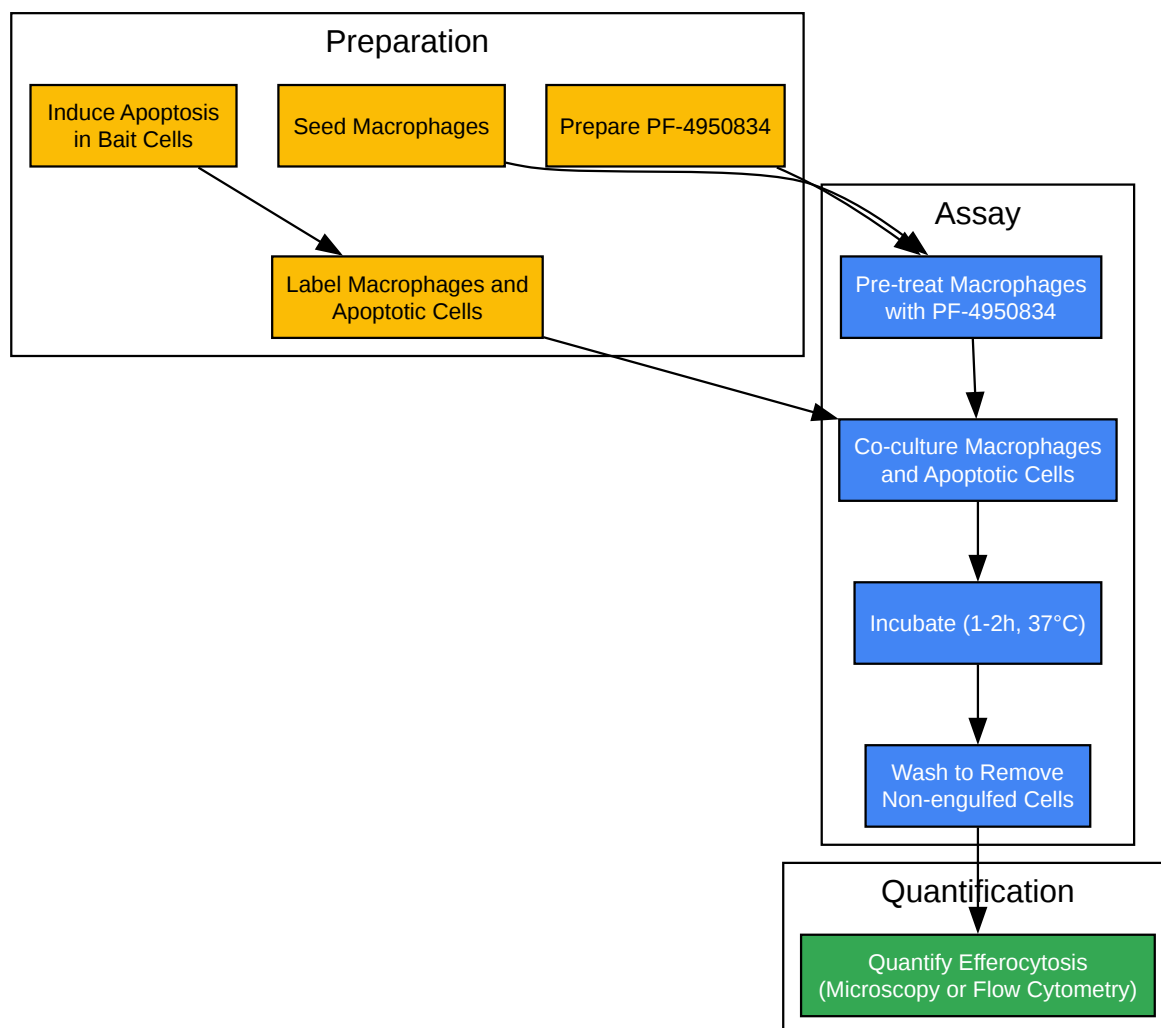 Preparation
Induce Apoptosis
in Bait Cells
Seed Macrophages
Prepare PF-4950834
Label Macrophages and
Apoptotic Cells
Assay
Pre-treat Macrophages
with PF-4950834
Co-culture Macrophages
and Apoptotic Cells
Incubate (1-2h, 37°C)
Wash to Remove
Non-engulfed Cells
Quantification
Quantify Efferocytosis
(Microscopy or Flow Cytometry)